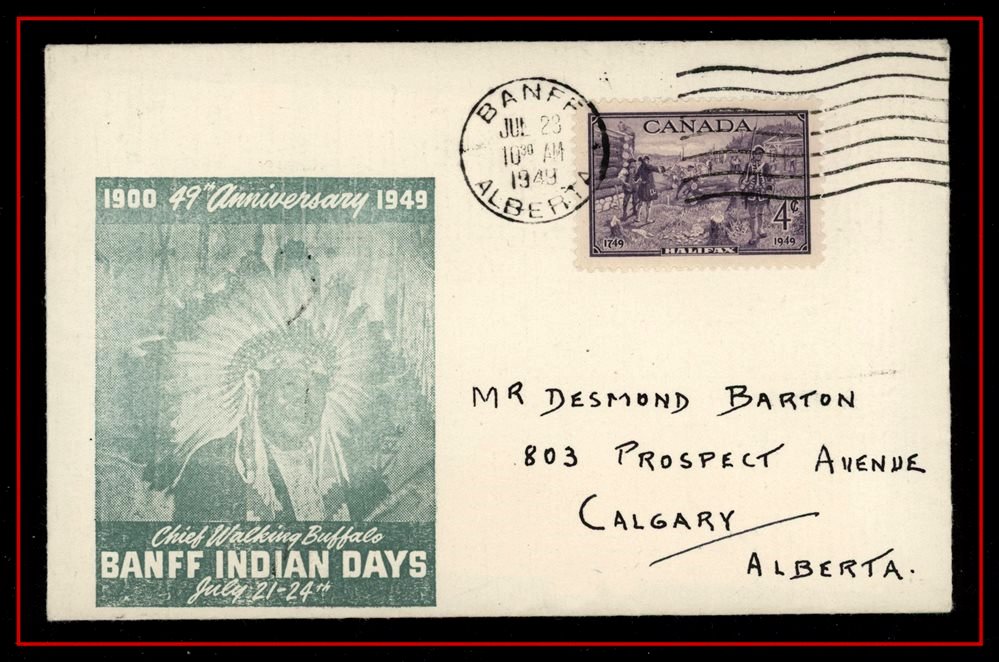 BANFF
JUL 23
10³⁰ AM
1949
ALBERTA
CANADA
4¢
1749 1949
HALIFAX
1900 49th Anniversary 1949
Chief Walking Buffalo
BANFF INDIAN DAYS
July 21-24th
MR DESMOND BARTON
803 PROSPECT AVENUE
CALGARY
ALBERTA.